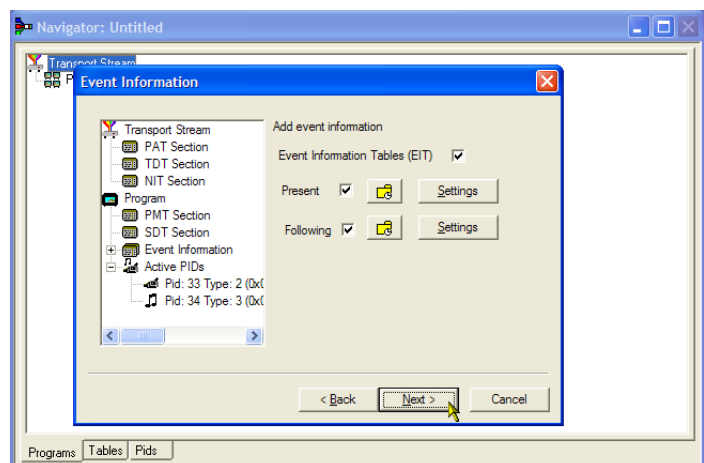 Navigator: Untitled
Transport Stream
P
Event Information
Transport Stream
PAT Section
TDT Section
NIT Section
Program
PMT Section
SDT Section
Event Information
Active PIDs
Pid: 33 Type: 2 (0x(
Pid: 34 Type: 3 (0x(
Add event information
Event Information Tables (EIT)
Present Settings
Following Settings
< Back Next > Cancel
Programs Tables Pids